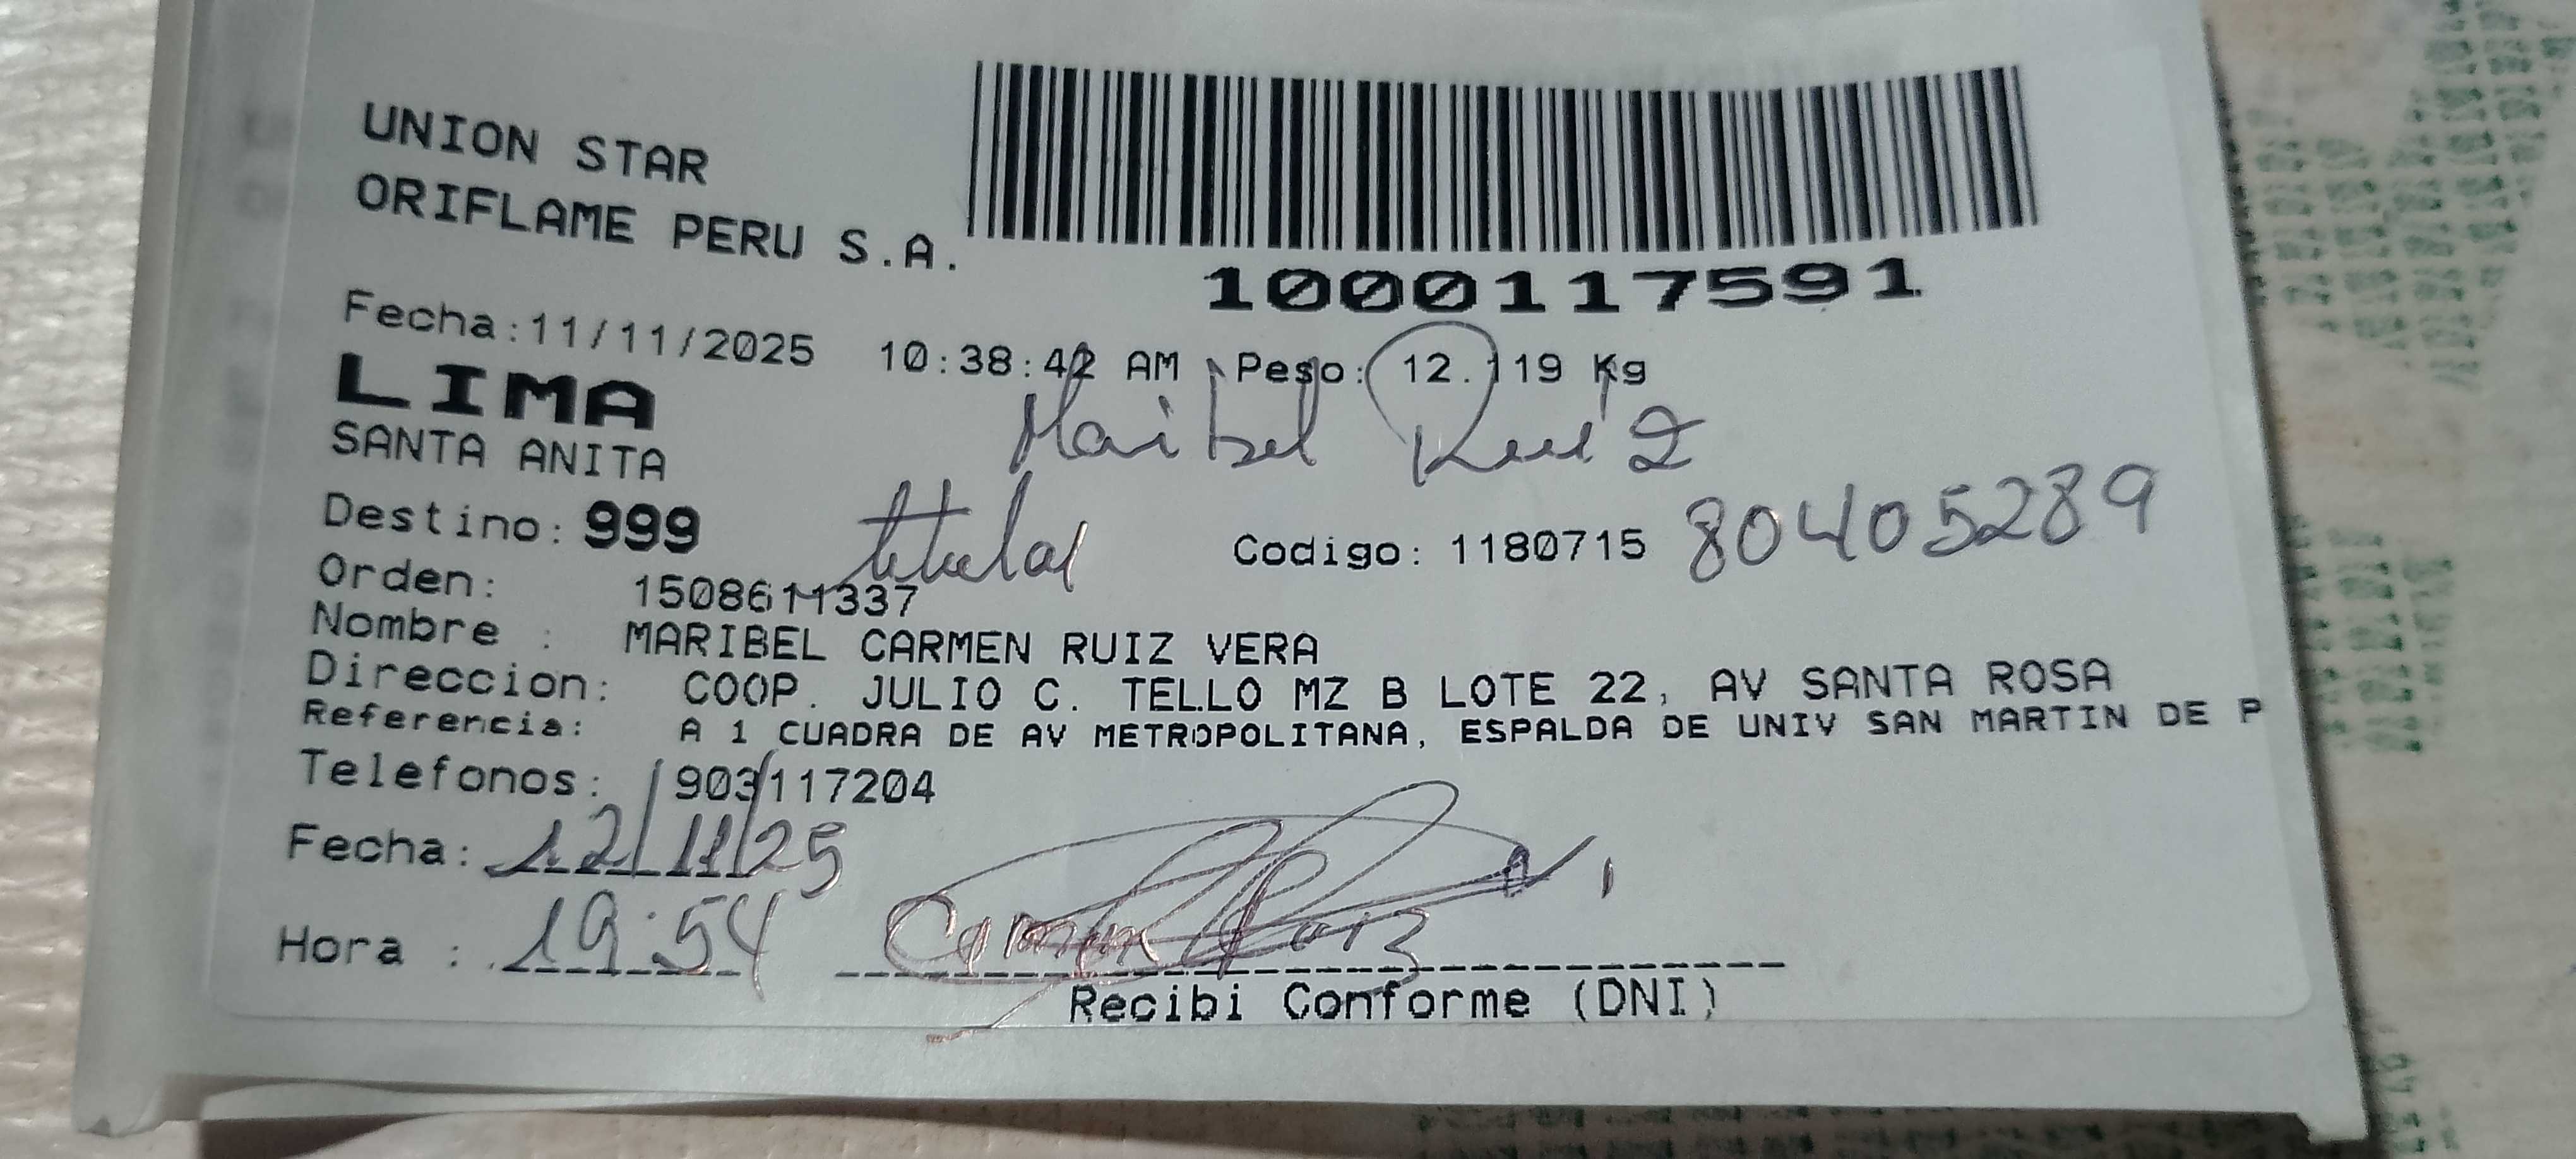 UNION STAR
ORIFLAME PERU S.A.
1000117591
Fecha:11/11/2025 10:38:42 AM Peso: 12.119 Kg
LIMA
Maribel Ruiz
SANTA ANITA
Destino: 999
titular
Codigo: 1180715 80405289
Orden: 1508611337
Nombre : MARIBEL CARMEN RUIZ VERA
Direccion: COOP. JULIO C. TELLO MZ B LOTE 22, AV SANTA ROSA
Referencia: A 1 CUADRA DE AV METROPOLITANA, ESPALDA DE UNIV SAN MARTIN DE P
Telefonos: 903117204
Fecha: 12/11/25
Hora : 19:54
Carmen Ruiz
Recibi Conforme (DNI)